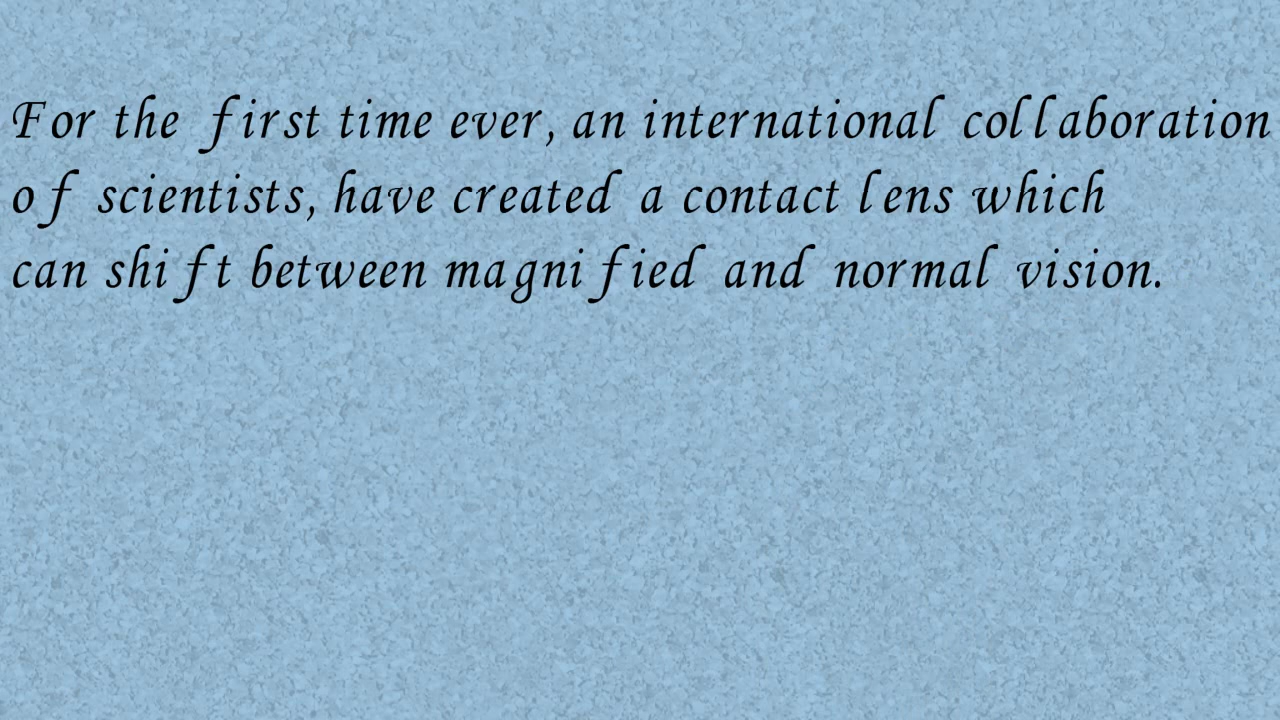 For the first time ever, an international collaboration
of scientists, have created a contact lens which
can shift between magnified and normal vision.